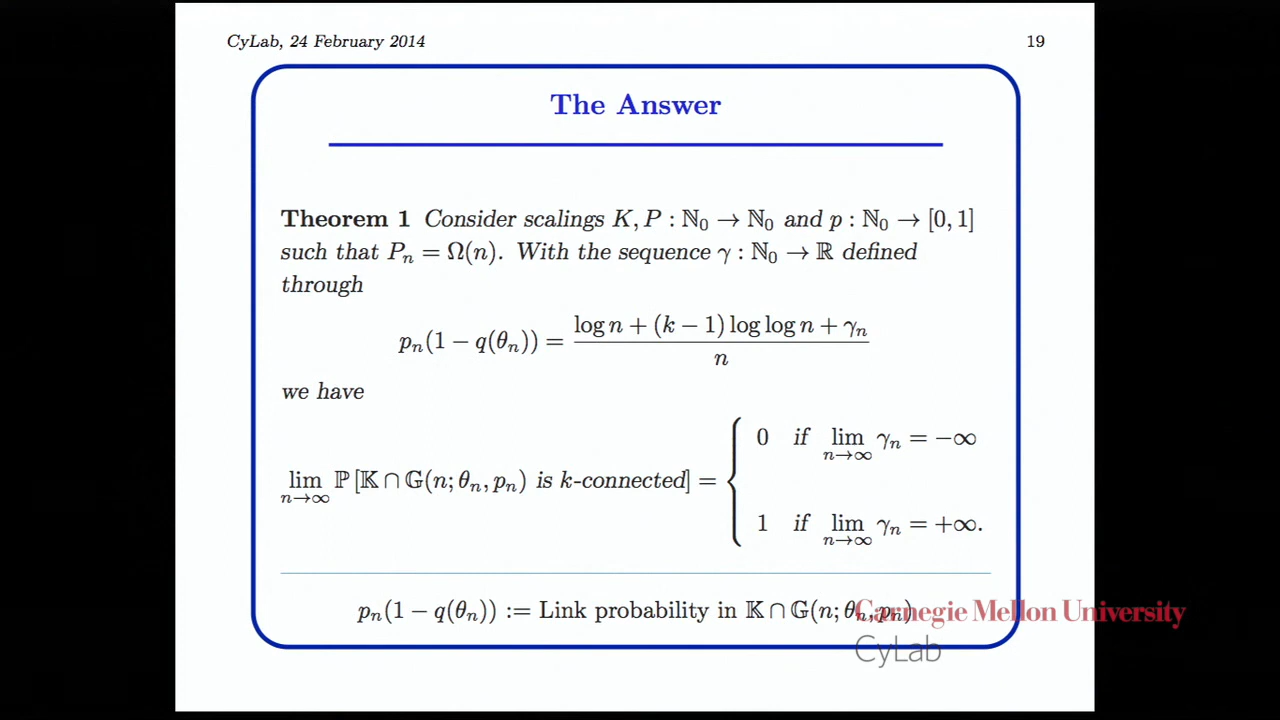 CyLab, 24 February 2014 19
The Answer
Theorem 1 Consider scalings K, P : ℕ₀ → ℕ₀ and p : ℕ₀ → [0, 1]
such that Pₙ = Ω(n). With the sequence γ : ℕ₀ → ℝ defined
through
pₙ(1 − q(θₙ)) = (log n + (k − 1) log log n + γₙ) / n
we have
lim n→∞ ℙ [𝕂 ∩ 𝔾(n; θₙ, pₙ) is k-connected] = { 0 if lim n→∞ γₙ = −∞
1 if lim n→∞ γₙ = +∞.
pₙ(1 − q(θₙ)) := Link probability in 𝕂 ∩ 𝔾(n; θₙ, pₙ)
Carnegie Mellon University
CyLab